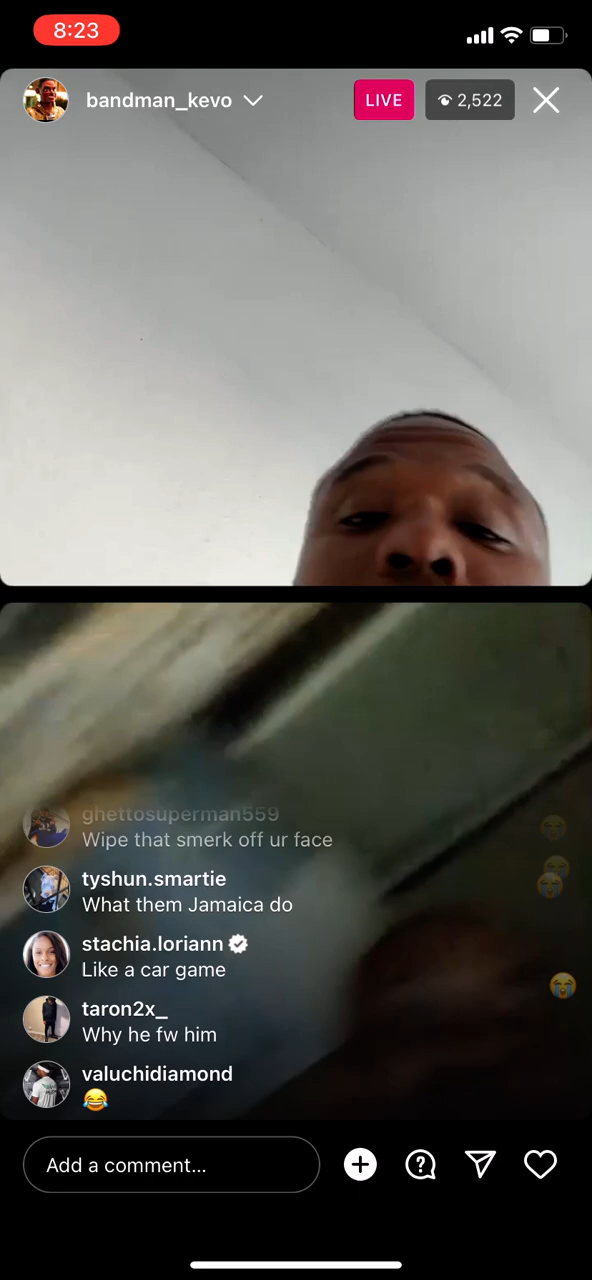 8:23
bandman_kevo
LIVE
2,522
ghettosuperman559
Wipe that smerk off ur face
tyshun.smartie
What them Jamaica do
stachia.loriann
Like a car game
taron2x_
Why he fw him
valuchidiamond
😂
Add a comment...